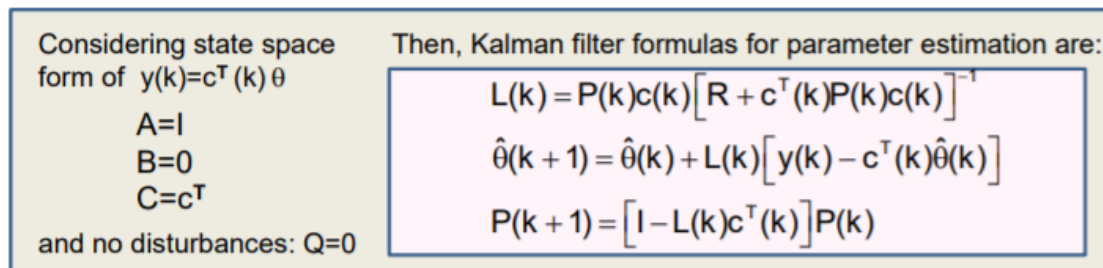 Considering state space
form of y(k)=cᵀ(k)θ
A=I
B=0
C=cᵀ
and no disturbances: Q=0
Then, Kalman filter formulas for parameter estimation are:
L(k) = P(k)c(k)[R + cᵀ(k)P(k)c(k)]⁻¹
θ̂(k + 1) = θ̂(k) + L(k)[y(k) − cᵀ(k)θ̂(k)]
P(k + 1) = [I − L(k)cᵀ(k)]P(k)